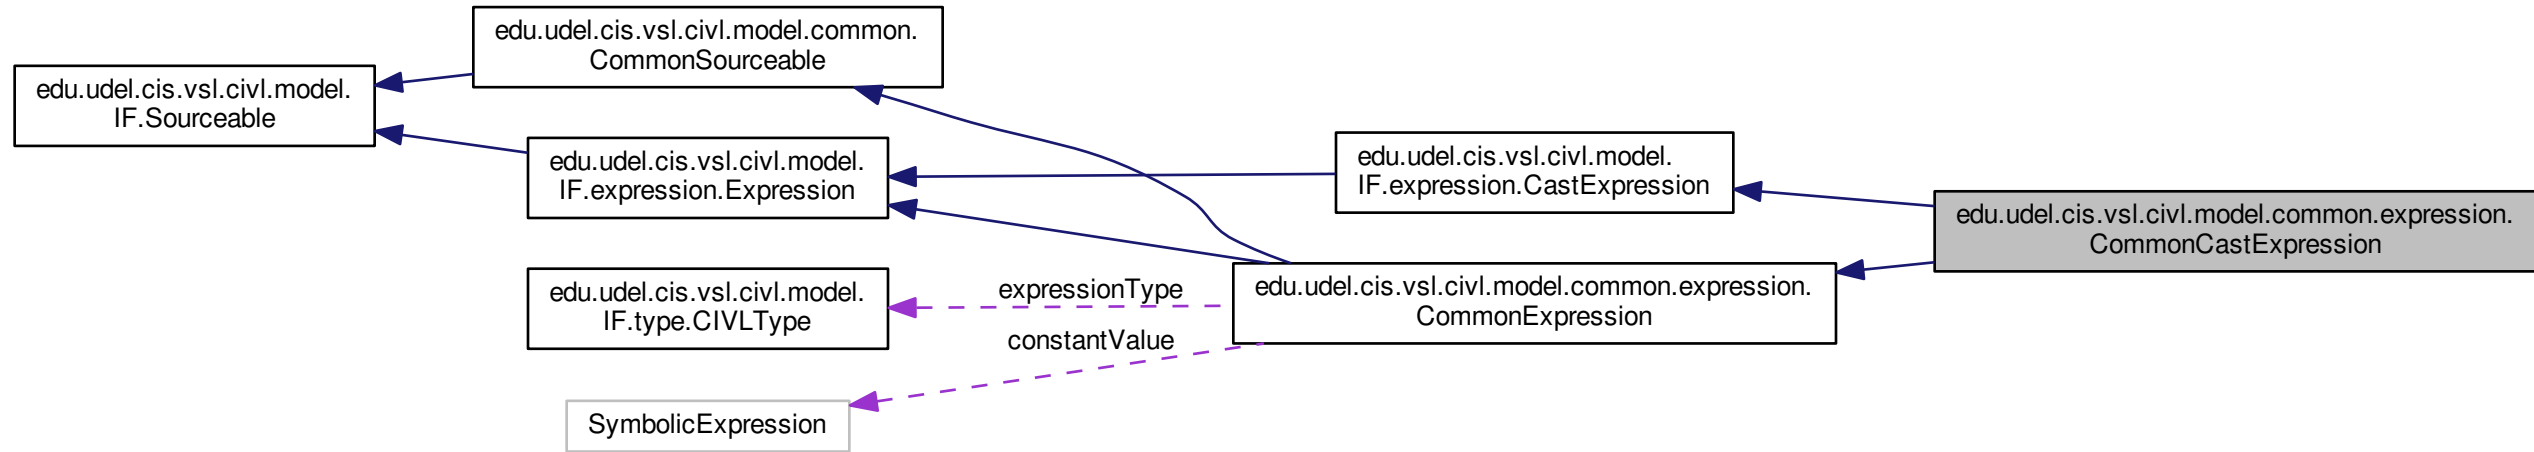 edu.udel.cis.vsl.civl.model.common.
CommonSourceable
edu.udel.cis.vsl.civl.model.
IF.Sourceable
edu.udel.cis.vsl.civl.model.
IF.expression.Expression
edu.udel.cis.vsl.civl.model.
IF.expression.CastExpression
edu.udel.cis.vsl.civl.model.common.expression.
CommonCastExpression
edu.udel.cis.vsl.civl.model.
IF.type.CIVLType
expressionType
edu.udel.cis.vsl.civl.model.common.expression.
CommonExpression
constantValue
SymbolicExpression